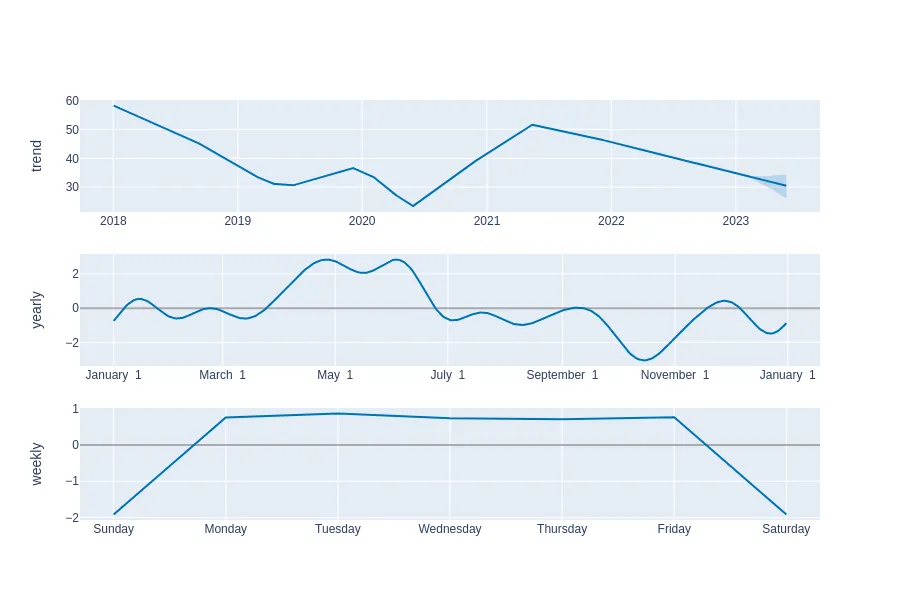 trend
60
50
40
30
2018 2019 2020 2021 2022 2023
yearly
2
0
−2
January 1 March 1 May 1 July 1 September 1 November 1 January 1
weekly
1
0
−1
−2
Sunday Monday Tuesday Wednesday Thursday Friday Saturday